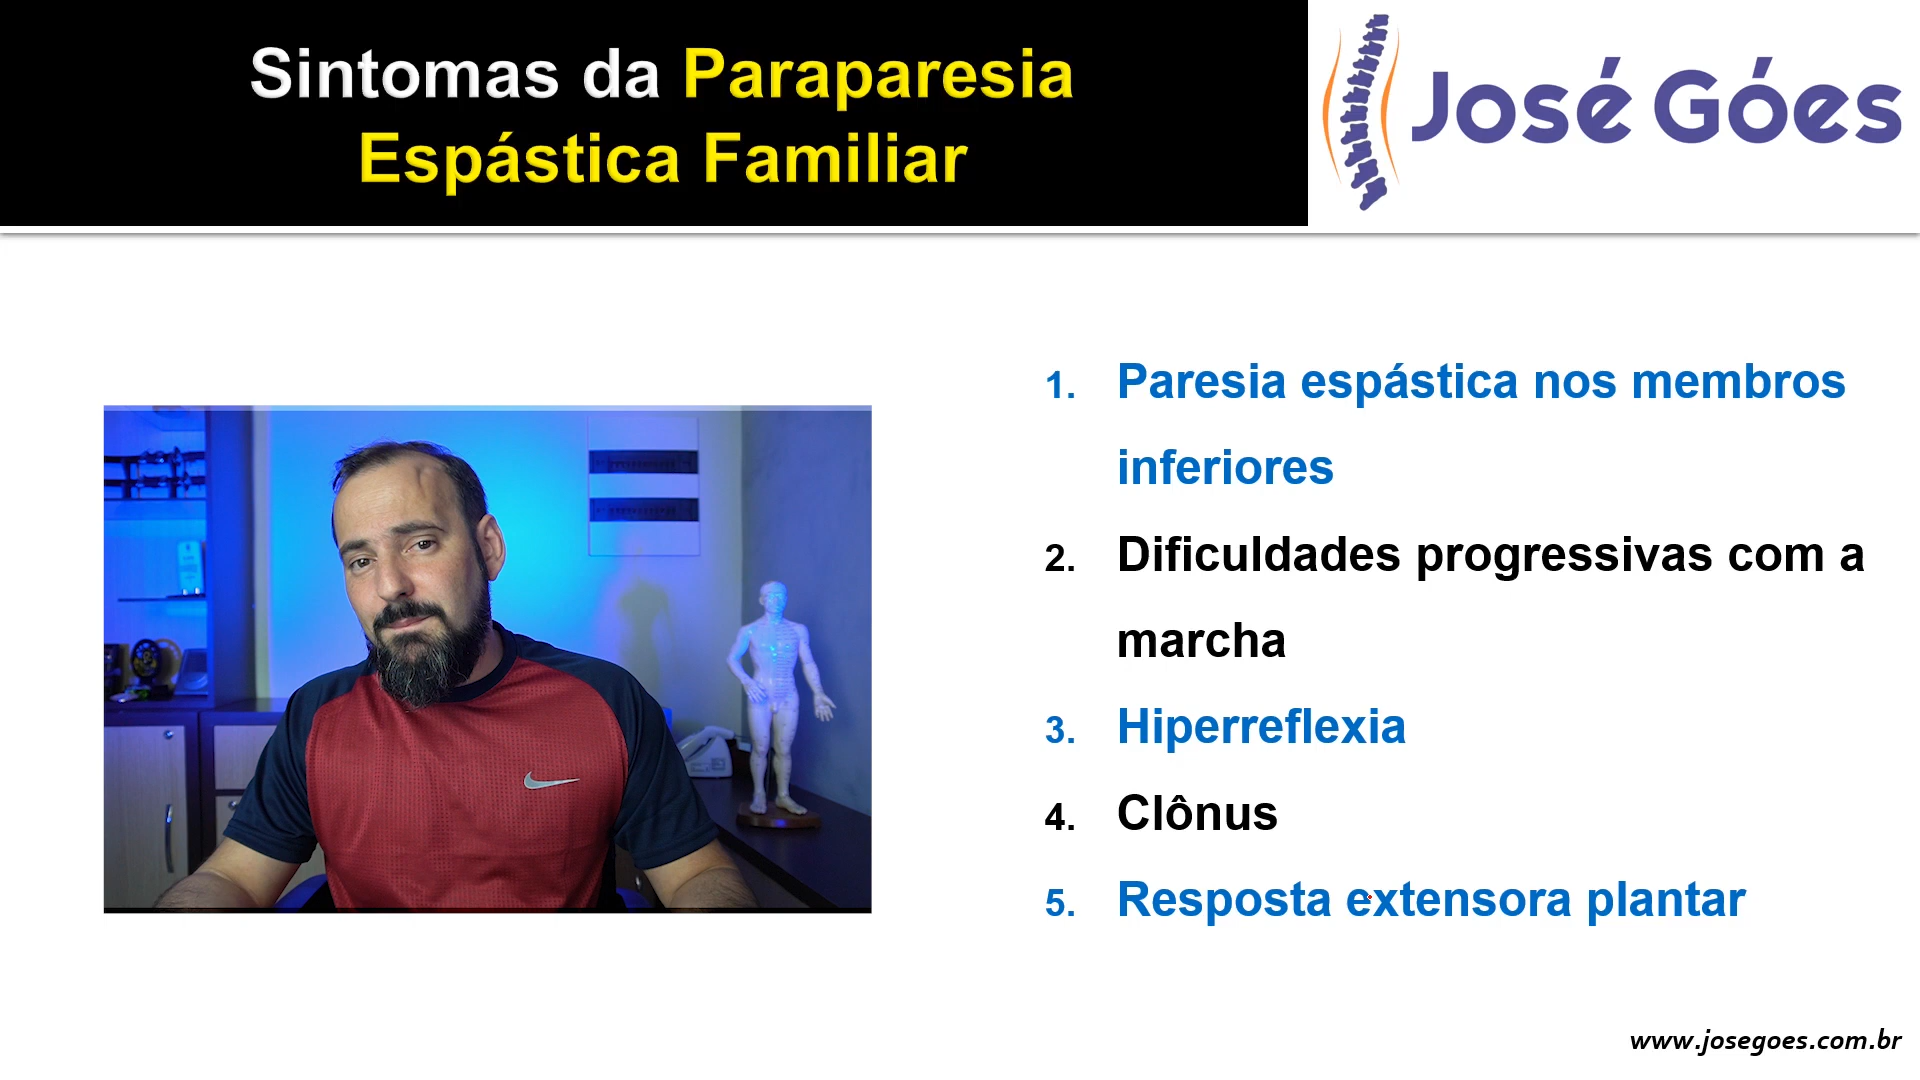 Sintomas da Paraparesia
Espástica Familiar
José Góes
1. Paresia espástica nos membros
inferiores
2. Dificuldades progressivas com a
marcha
3. Hiperreflexia
4. Clônus
5. Resposta extensora plantar
www.josegoes.com.br